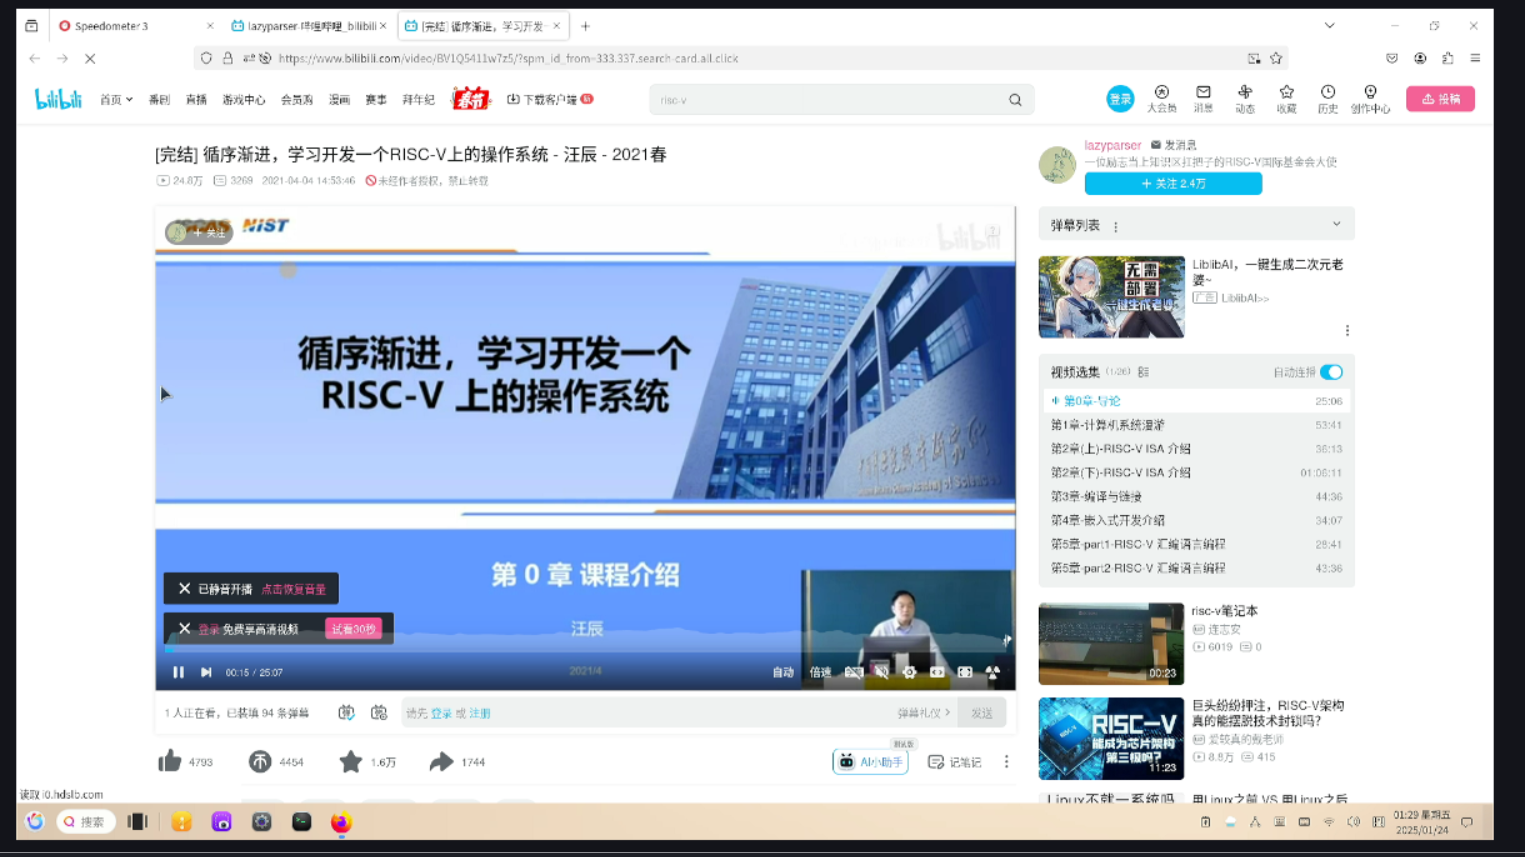 Speedometer 3
lazyparser-哔哩哔哩_bilibili
[完结] 循序渐进，学习开发一
https://www.bilibili.com/video/BV1Q5411w7z5/?spm_id_from=333.337.search-card.all.click
bilibili
首页
番剧
直播
游戏中心
会员购
漫画
赛事
拜年纪
春节
下载客户端
risc-v
登录
大会员
消息
动态
收藏
历史
创作中心
投稿
[完结] 循序渐进，学习开发一个RISC-V上的操作系统 - 汪辰 - 2021春
24.8万 3269 2021-04-04 14:53:46 未经作者授权，禁止转载
lazyparser 发消息
一位励志当上知识区扛把子的RISC-V国际基金会大使
+ 关注 2.4万
+ 关注
NIST
bilibili
循序渐进，学习开发一个
RISC-V 上的操作系统
第 0 章 课程介绍
汪辰
2021/4
已静音开播 点击恢复音量
登录 免费享高清视频 试看30秒
00:15 / 25:07
自动 倍速
1 人正在看，已装填 94 条弹幕
请先 登录 或 注册
弹幕礼仪 >
发送
4793
4454
1.6万
1744
测试版
AI小助手
记笔记
弹幕列表
无需
部署
一键生成老婆
LiblibAI，一键生成二次元老
婆~
广告 LiblibAI>>
视频选集 (1/26)
自动连播
第0章-导论 25:06
第1章-计算机系统漫游 53:41
第2章(上)-RISC-V ISA 介绍 36:13
第2章(下)-RISC-V ISA 介绍 01:06:11
第3章-编译与链接 44:36
第4章-嵌入式开发介绍 34:07
第5章-part1-RISC-V 汇编语言编程 28:41
第5章-part2-RISC-V 汇编语言编程 43:36
risc-v笔记本
连志安
6019 0
00:23
RISC-V
能成为芯片架构
第三极吗?
11:23
巨头纷纷押注，RISC-V架构
真的能摆脱技术封锁吗?
爱较真的戴老师
8.8万 415
Linux不就一系统吗
用Linux之前 VS 用Linux之后
读取 i0.hdslb.com
搜索
01:29 星期五
2025/01/24